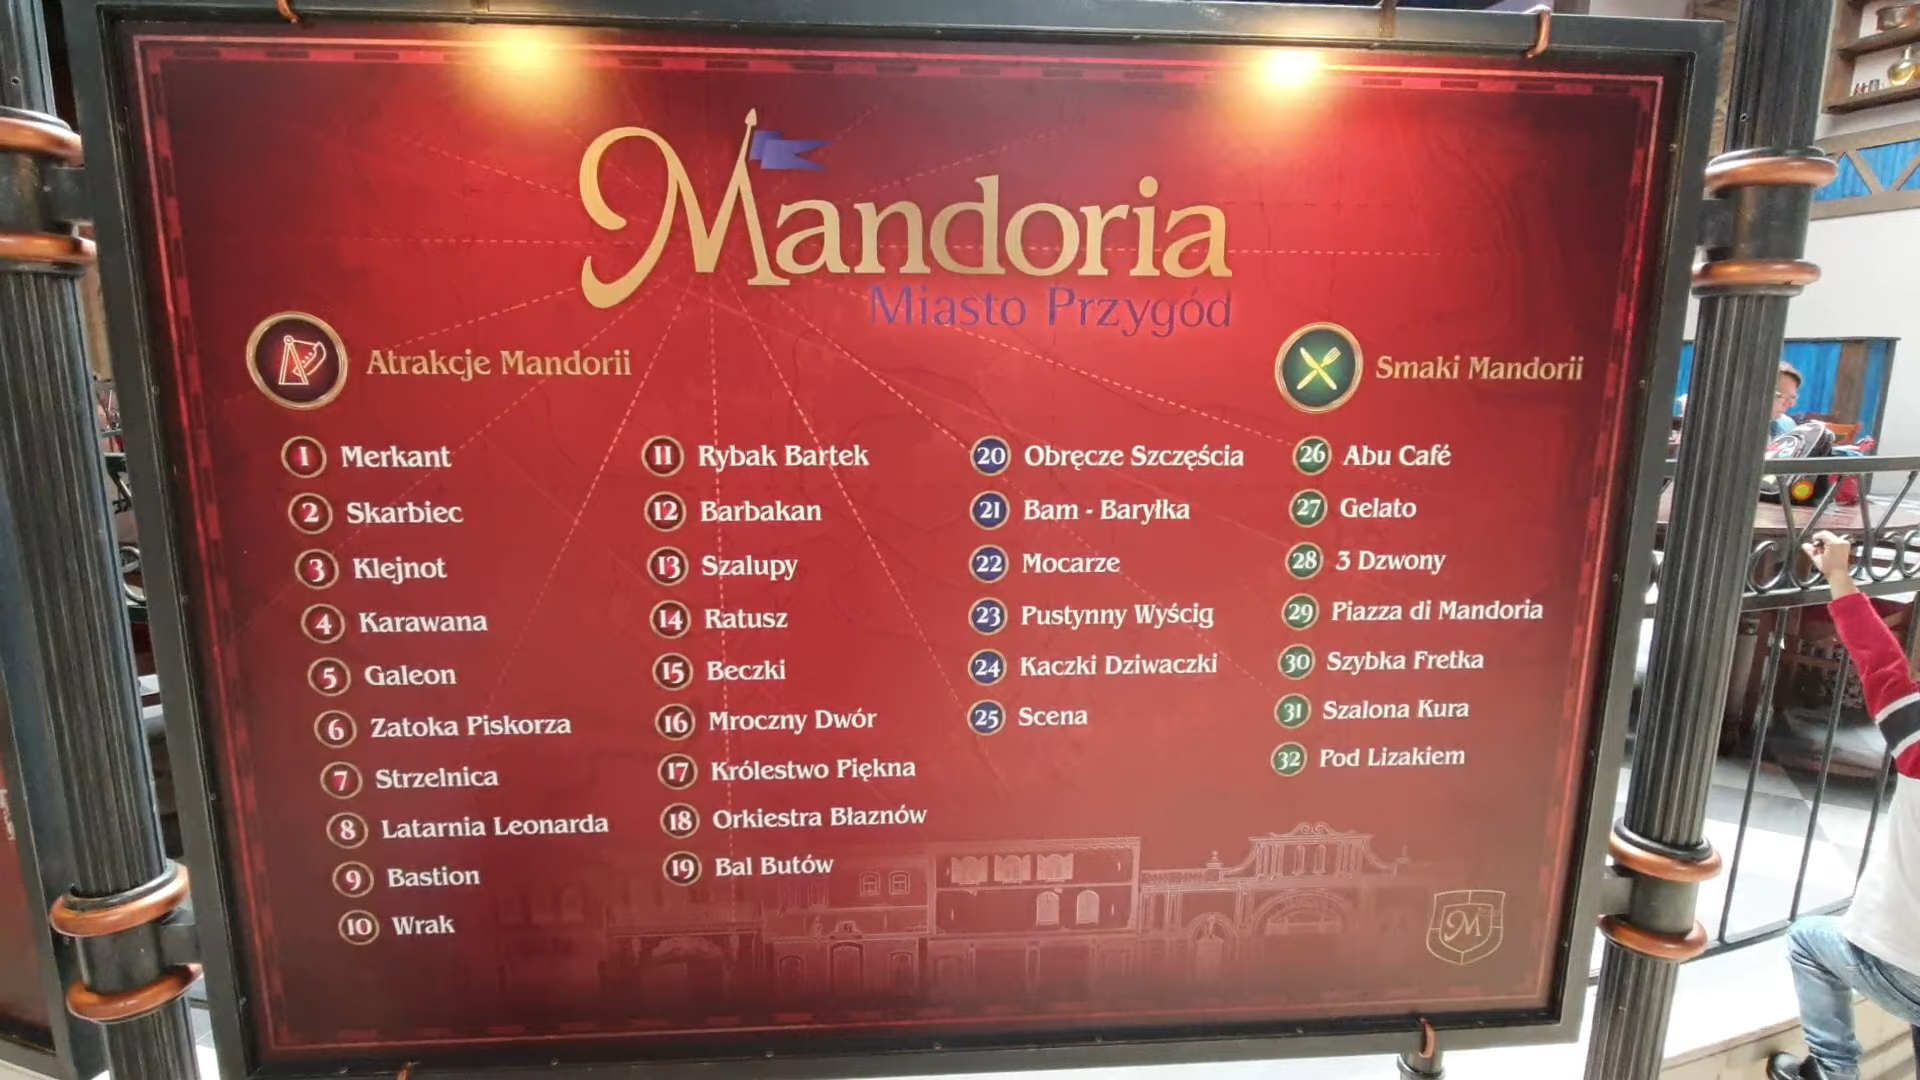 Mandoria
Miasto Przygód
Atrakcje Mandorii
1 Merkant
2 Skarbiec
3 Klejnot
4 Karawana
5 Galeon
6 Zatoka Piskorza
7 Strzelnica
8 Latarnia Leonarda
9 Bastion
10 Wrak
11 Rybak Bartek
12 Barbakan
13 Szalupy
14 Ratusz
15 Beczki
16 Mroczny Dwór
17 Królestwo Piękna
18 Orkiestra Błaznów
19 Bal Butów
20 Obręcze Szczęścia
21 Bam - Baryłka
22 Mocarze
23 Pustynny Wyścig
24 Kaczki Dziwaczki
25 Scena
Smaki Mandorii
26 Abu Café
27 Gelato
28 3 Dzwony
29 Piazza di Mandoria
30 Szybka Fretka
31 Szalona Kura
32 Pod Lizakiem
M